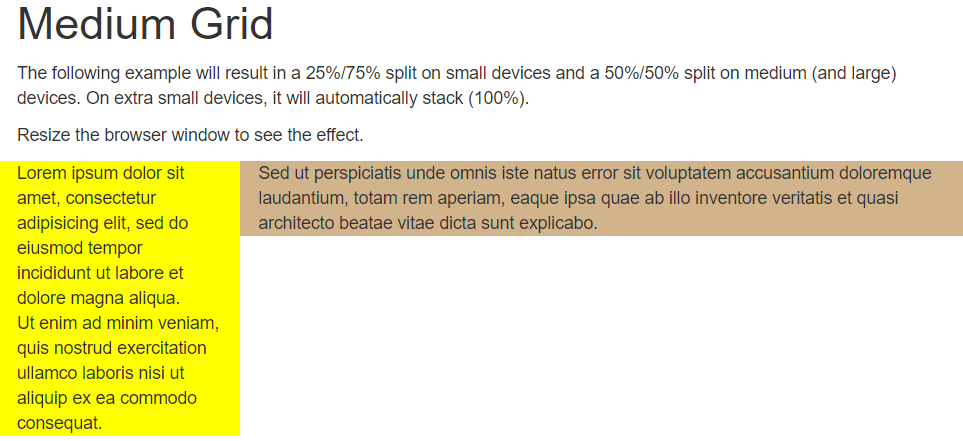 Medium Grid
The following example will result in a 25%/75% split on small devices and a 50%/50% split on medium (and large)
devices. On extra small devices, it will automatically stack (100%).
Resize the browser window to see the effect.
Lorem ipsum dolor sit
amet, consectetur
adipisicing elit, sed do
eiusmod tempor
incididunt ut labore et
dolore magna aliqua.
Ut enim ad minim veniam,
quis nostrud exercitation
ullamco laboris nisi ut
aliquip ex ea commodo
consequat.
Sed ut perspiciatis unde omnis iste natus error sit voluptatem accusantium doloremque
laudantium, totam rem aperiam, eaque ipsa quae ab illo inventore veritatis et quasi
architecto beatae vitae dicta sunt explicabo.